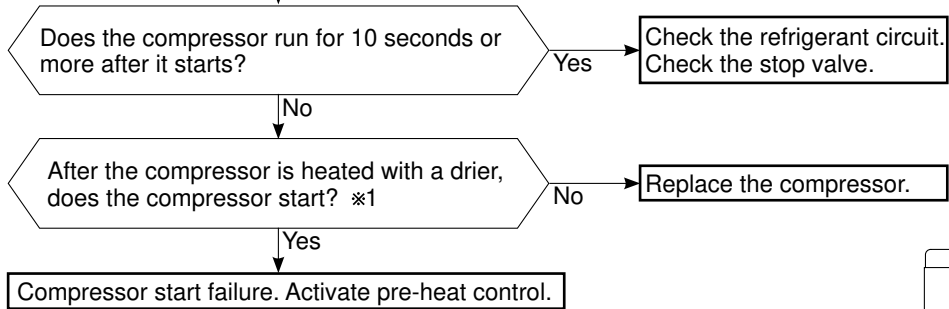 Does the compressor run for 10 seconds or
more after it starts?
Yes
Check the refrigerant circuit.
Check the stop valve.
No
After the compressor is heated with a drier,
does the compressor start? ※1
No
Replace the compressor.
Yes
Compressor start failure. Activate pre-heat control.